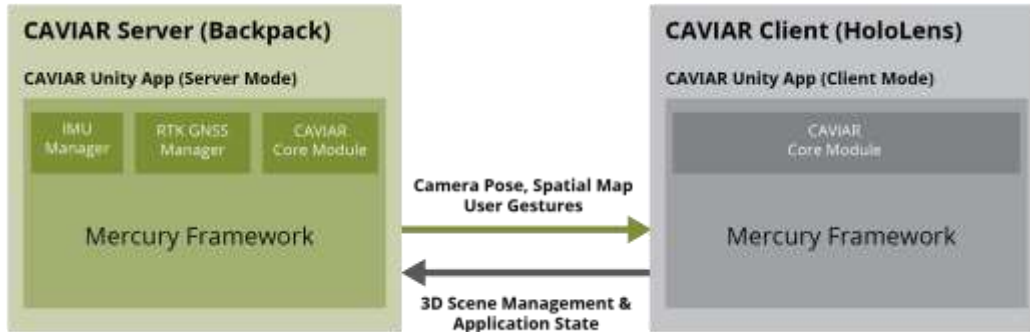 CAVIAR Server (Backpack)
CAVIAR Unity App (Server Mode)
IMU
Manager
RTK GNSS
Manager
CAVIAR
Core Module
Mercury Framework
Camera Pose, Spatial Map
User Gestures
3D Scene Management &
Application State
CAVIAR Client (HoloLens)
CAVIAR Unity App (Client Mode)
CAVIAR
Core Module
Mercury Framework